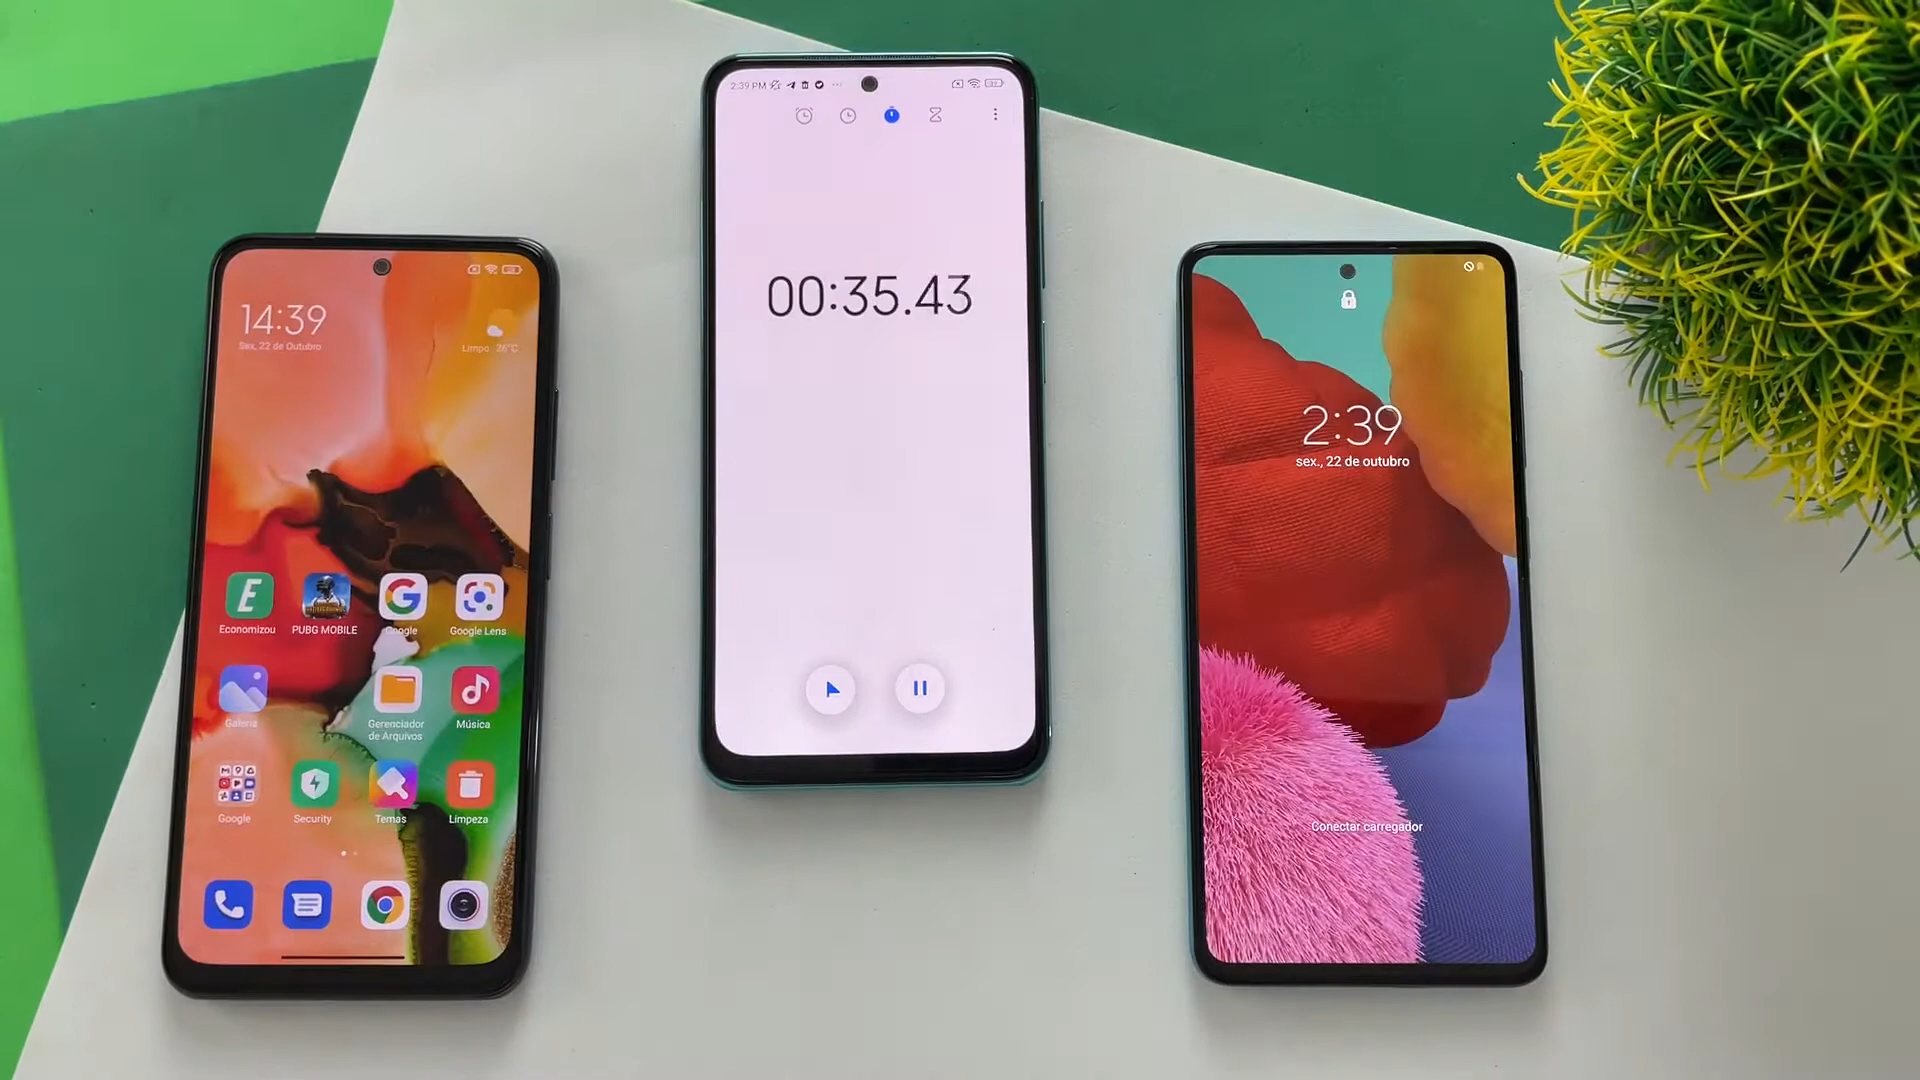 14:39
Sex, 22 de Outubro
Limpo 26°C
Economizou
PUBG MOBILE
Google
Google Lens
Galeria
Gerenciador
de Arquivos
Música
Google
Security
Temas
Limpeza
2:39 PM
00:35.43
2:39
sex., 22 de outubro
Conectar carregador